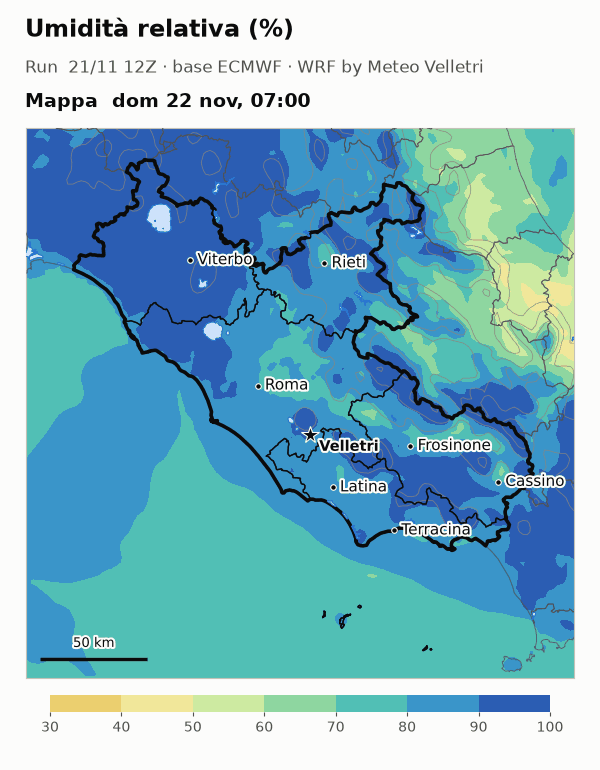 Umidità relativa (%)
Run 21/11 12Z · base ECMWF · WRF by Meteo Velletri
Mappa dom 22 nov, 07:00
Viterbo
Rieti
Roma
Velletri
Frosinone
Cassino
Latina
Terracina
50 km
30 40 50 60 70 80 90 100